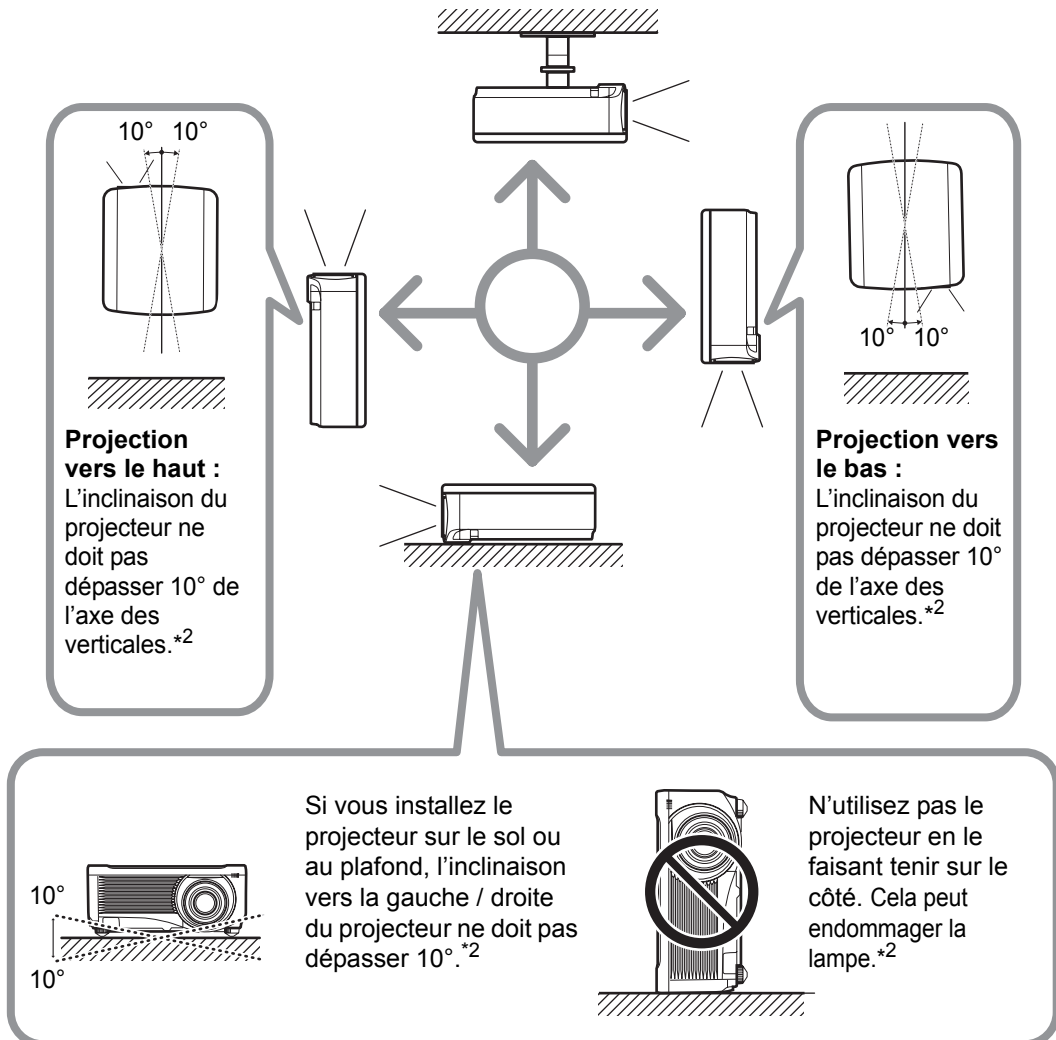 10° 10°
Projection
vers le haut :
L’inclinaison du
projecteur ne
doit pas
dépasser 10° de
l’axe des
verticales.*2
10° 10°
Projection vers
le bas :
L’inclinaison du
projecteur ne doit
pas dépasser 10°
de l’axe des
verticales.*2
10°
10°
Si vous installez le
projecteur sur le sol ou
au plafond, l’inclinaison
vers la gauche / droite
du projecteur ne doit pas
dépasser 10°.*2
N’utilisez pas le
projecteur en le
faisant tenir sur le
côté. Cela peut
endommager la
lampe.*2